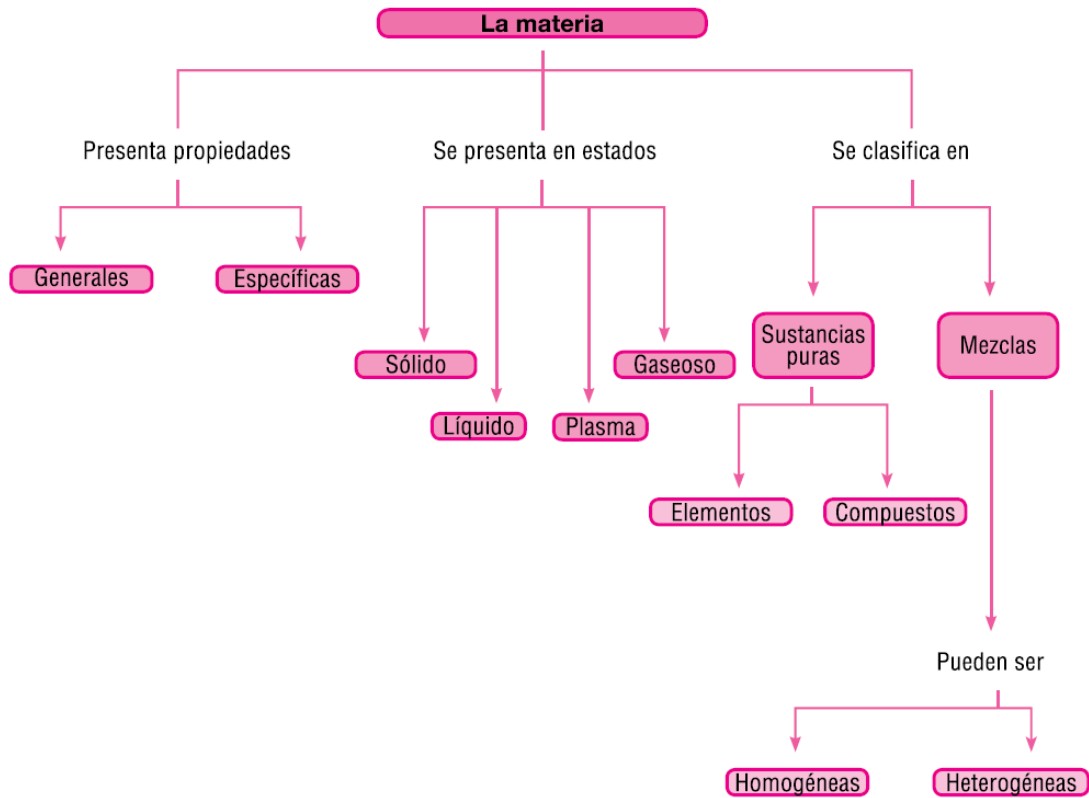 La materia
Presenta propiedades
Se presenta en estados
Se clasifica en
Generales
Específicas
Sólido
Líquido
Plasma
Gaseoso
Sustancias
puras
Mezclas
Elementos
Compuestos
Pueden ser
Homogéneas
Heterogéneas